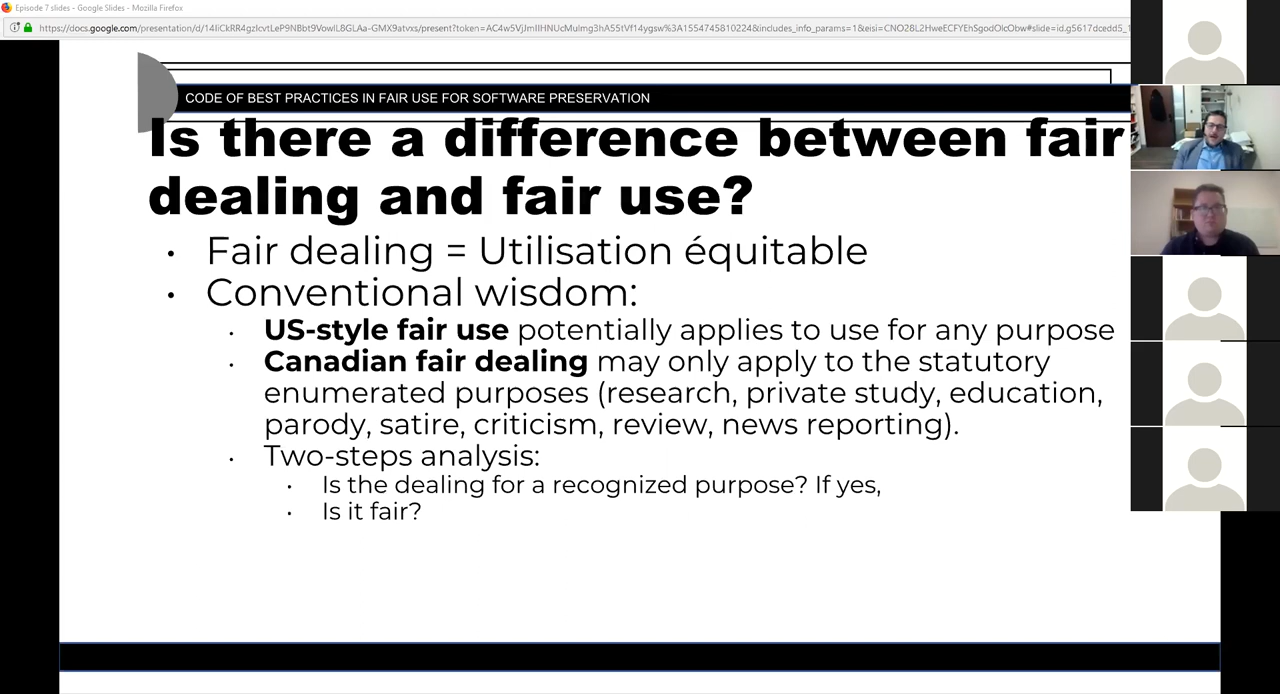 Episode 7 slides - Google Slides - Mozilla Firefox
CODE OF BEST PRACTICES IN FAIR USE FOR SOFTWARE PRESERVATION
Is there a difference between fair
dealing and fair use?
• Fair dealing = Utilisation équitable
• Conventional wisdom:
• US-style fair use potentially applies to use for any purpose
• Canadian fair dealing may only apply to the statutory
enumerated purposes (research, private study, education,
parody, satire, criticism, review, news reporting).
• Two-steps analysis:
• Is the dealing for a recognized purpose? If yes,
• Is it fair?